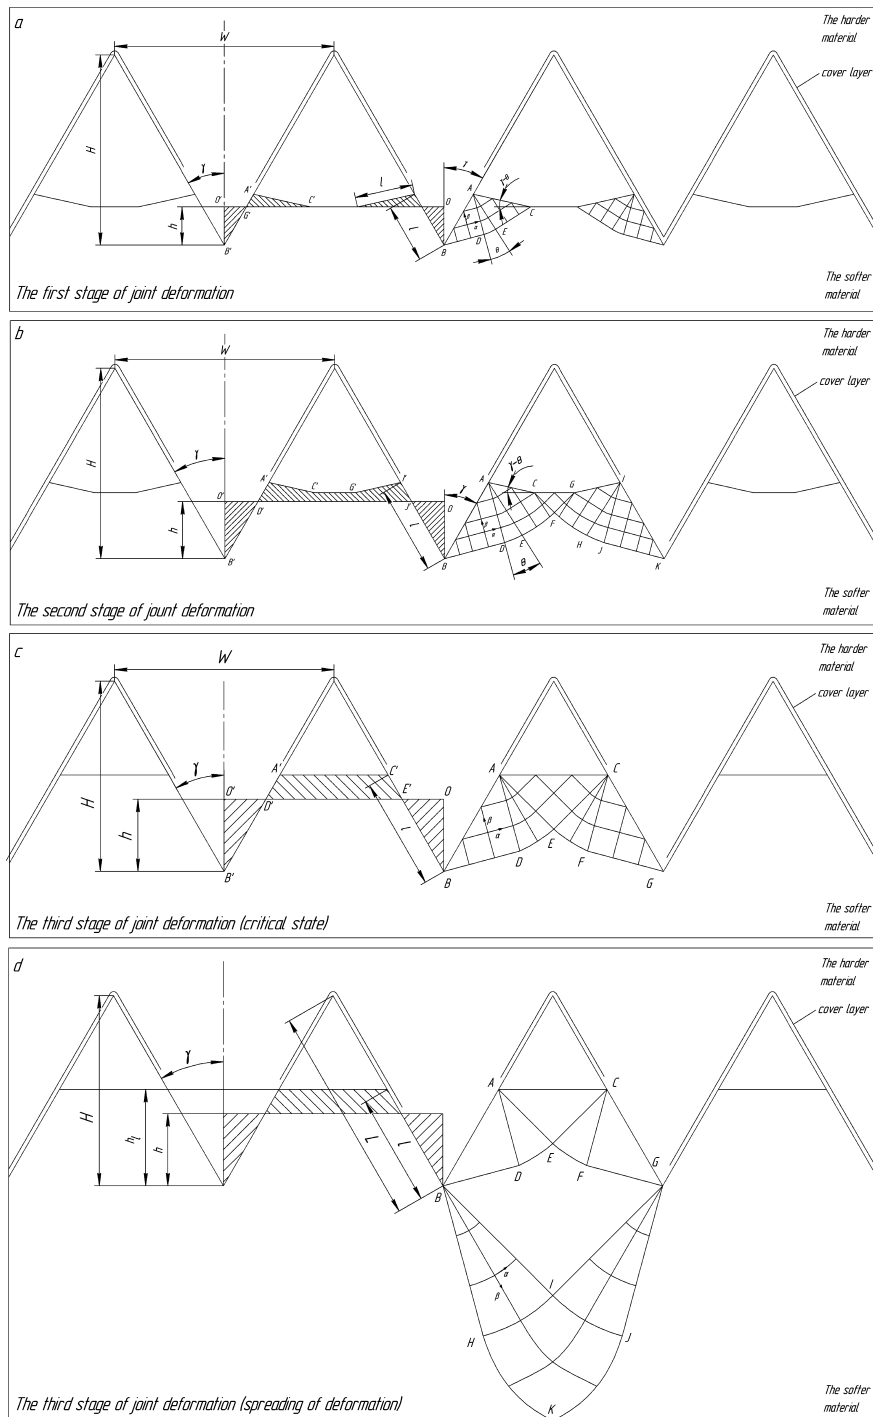 a
The harder
material
W
cover layer
H
γ
l
τ
γ-θ
A'
C'
A
O'
O
G'
C
β
α
h
l
D
E
B'
B
θ
The softer
material
The first stage of joint deformation
b
The harder
material
W
cover layer
H
γ
γ-θ
A'
C'
G'
A
C
G
I
O'
D'
J'
O
γ
h
l
β
α
F
D
E
H
J
B'
B
θ
K
The softer
material
The second stage of jount deformation
c
The harder
material
W
cover layer
H
γ
A'
C'
A
C
O'
D'
E'
O
h
l
β
α
D
E
F
B'
B
G
The softer
material
The third stage of joint deformation (critical state)
d
The harder
material
cover layer
γ
H
A
C
hl
h
L
l
E
G
D
F
B
α
β
I
H
J
K
The softer
material
The third stage of joint deformation (spreading of deformation)